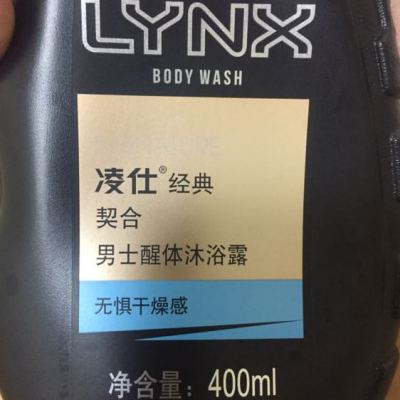 LYNX
BODY WASH
SIGNATURE
凌仕® 经典
契合
男士醒体沐浴露
无惧干燥感
净含量：400ml